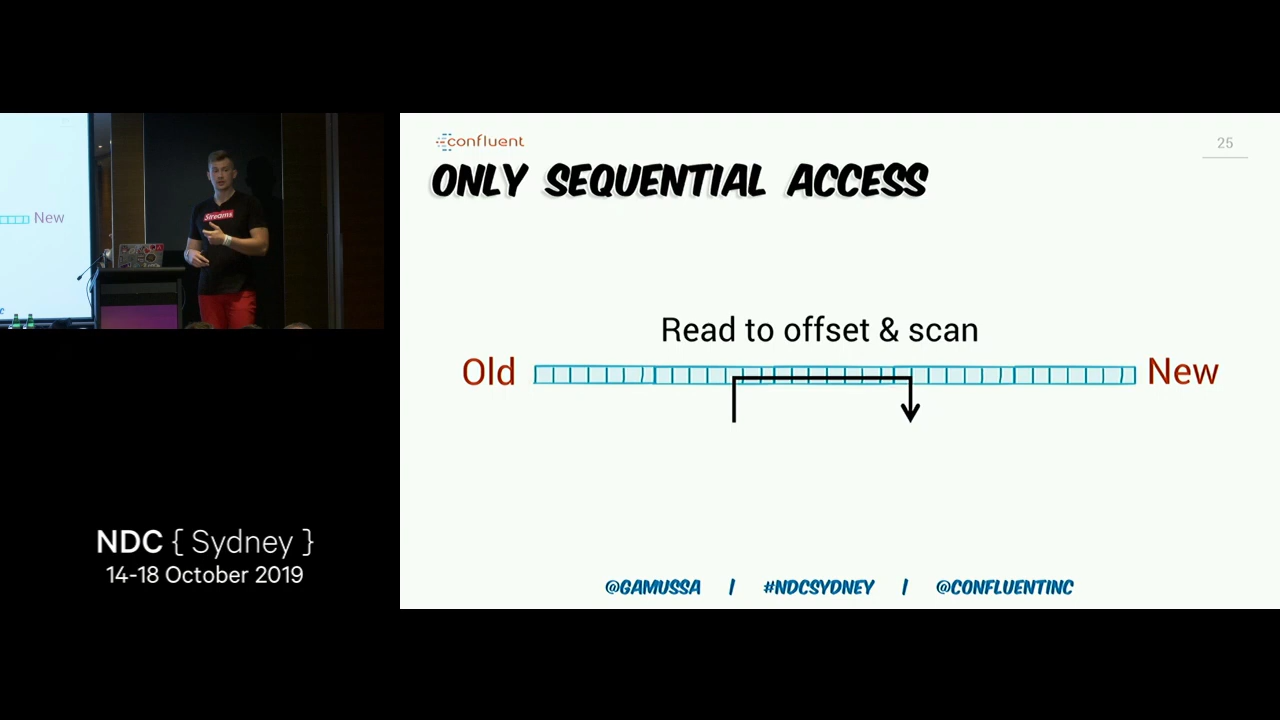 confluent
25
ONLY SEQUENTIAL ACCESS
Read to offset & scan
Old
New
@GAMUSSA | #NDCSYDNEY | @CONFLUENTINC
New
Streams
NDC { Sydney }
14-18 October 2019